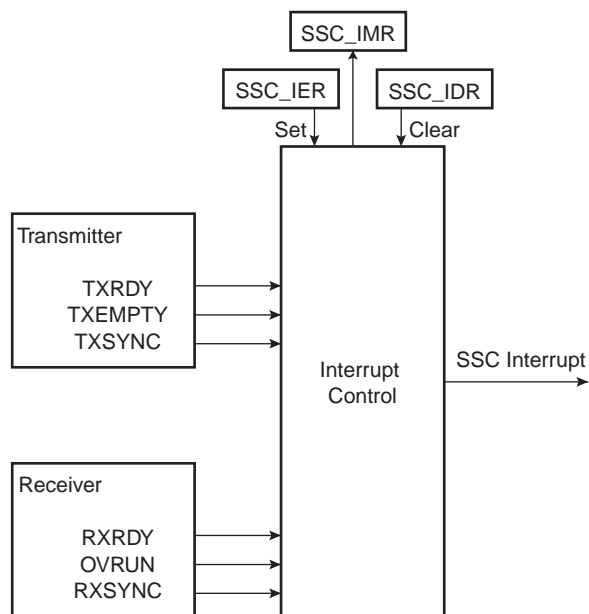 SSC_IMR
SSC_IER
SSC_IDR
Set
Clear
Transmitter
TXRDY
TXEMPTY
TXSYNC
Interrupt
Control
SSC Interrupt
Receiver
RXRDY
OVRUN
RXSYNC